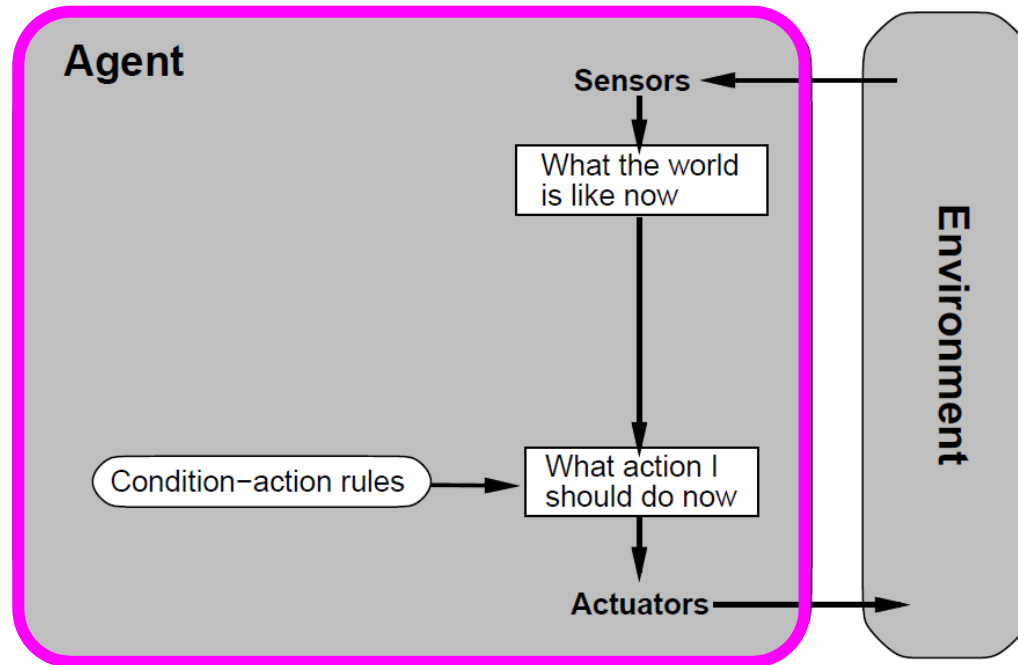 Agent
Sensors
What the world
is like now
Environment
Condition−action rules
What action I
should do now
Actuators